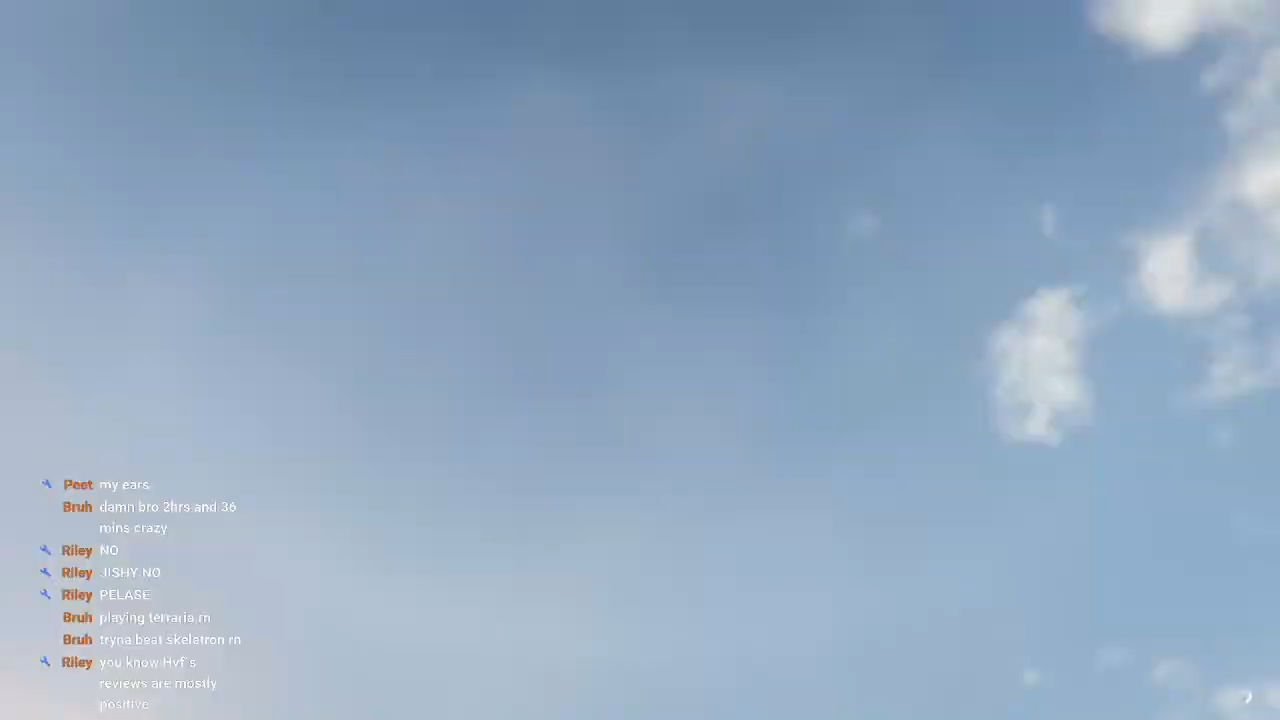 Peet my ears
Bruh damn bro 2hrs and 36
mins crazy
Riley NO
Riley JISHY NO
Riley PELASE
Bruh playing terraria rn
Bruh tryna beat skeletron rn
Riley you know Hvf's
reviews are mostly
positive